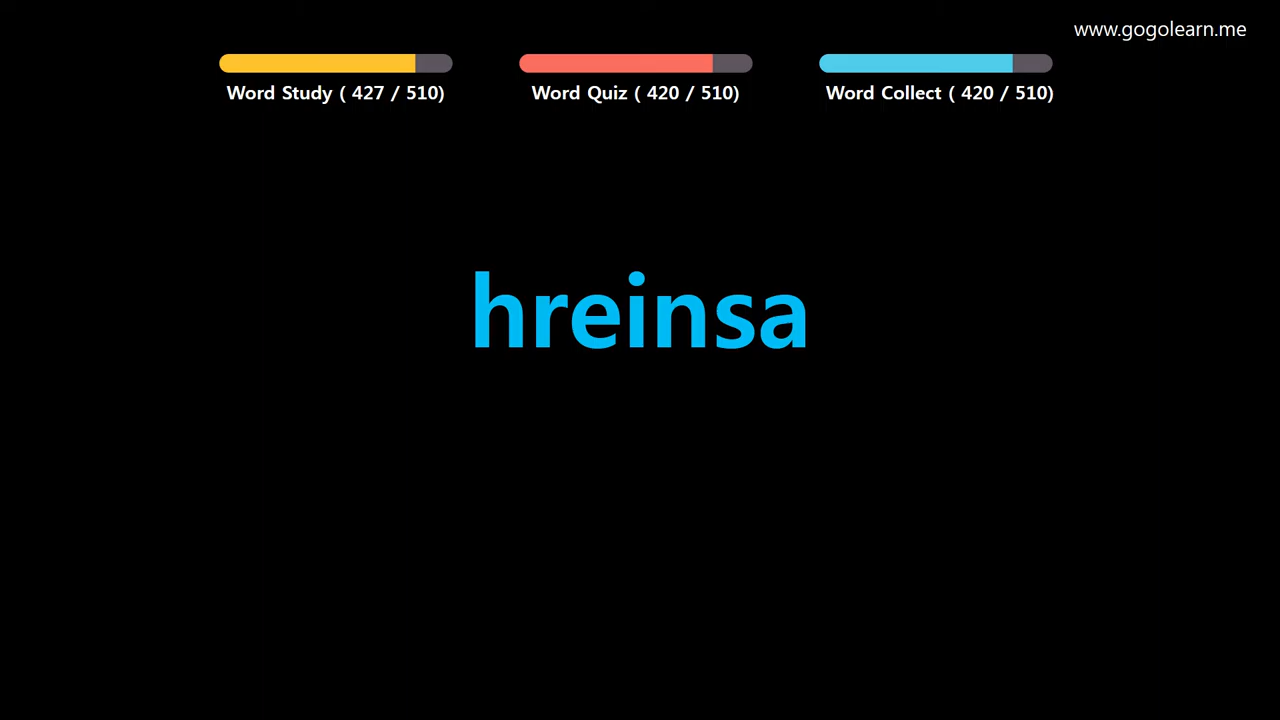 www.gogolearn.me
Word Study ( 427 / 510)
Word Quiz ( 420 / 510)
Word Collect ( 420 / 510)
hreinsa